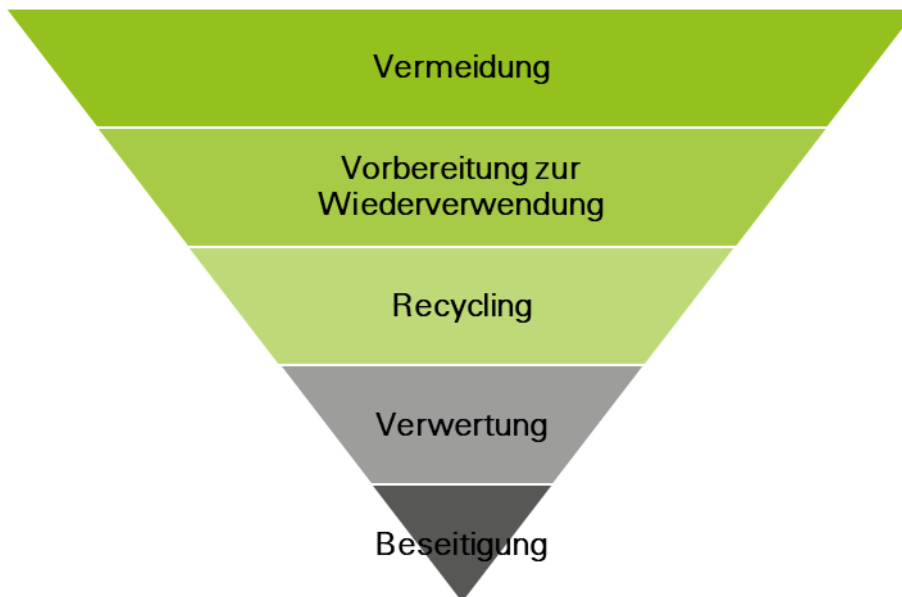 Vermeidung
Vorbereitung zur
Wiederverwendung
Recycling
Verwertung
Beseitigung